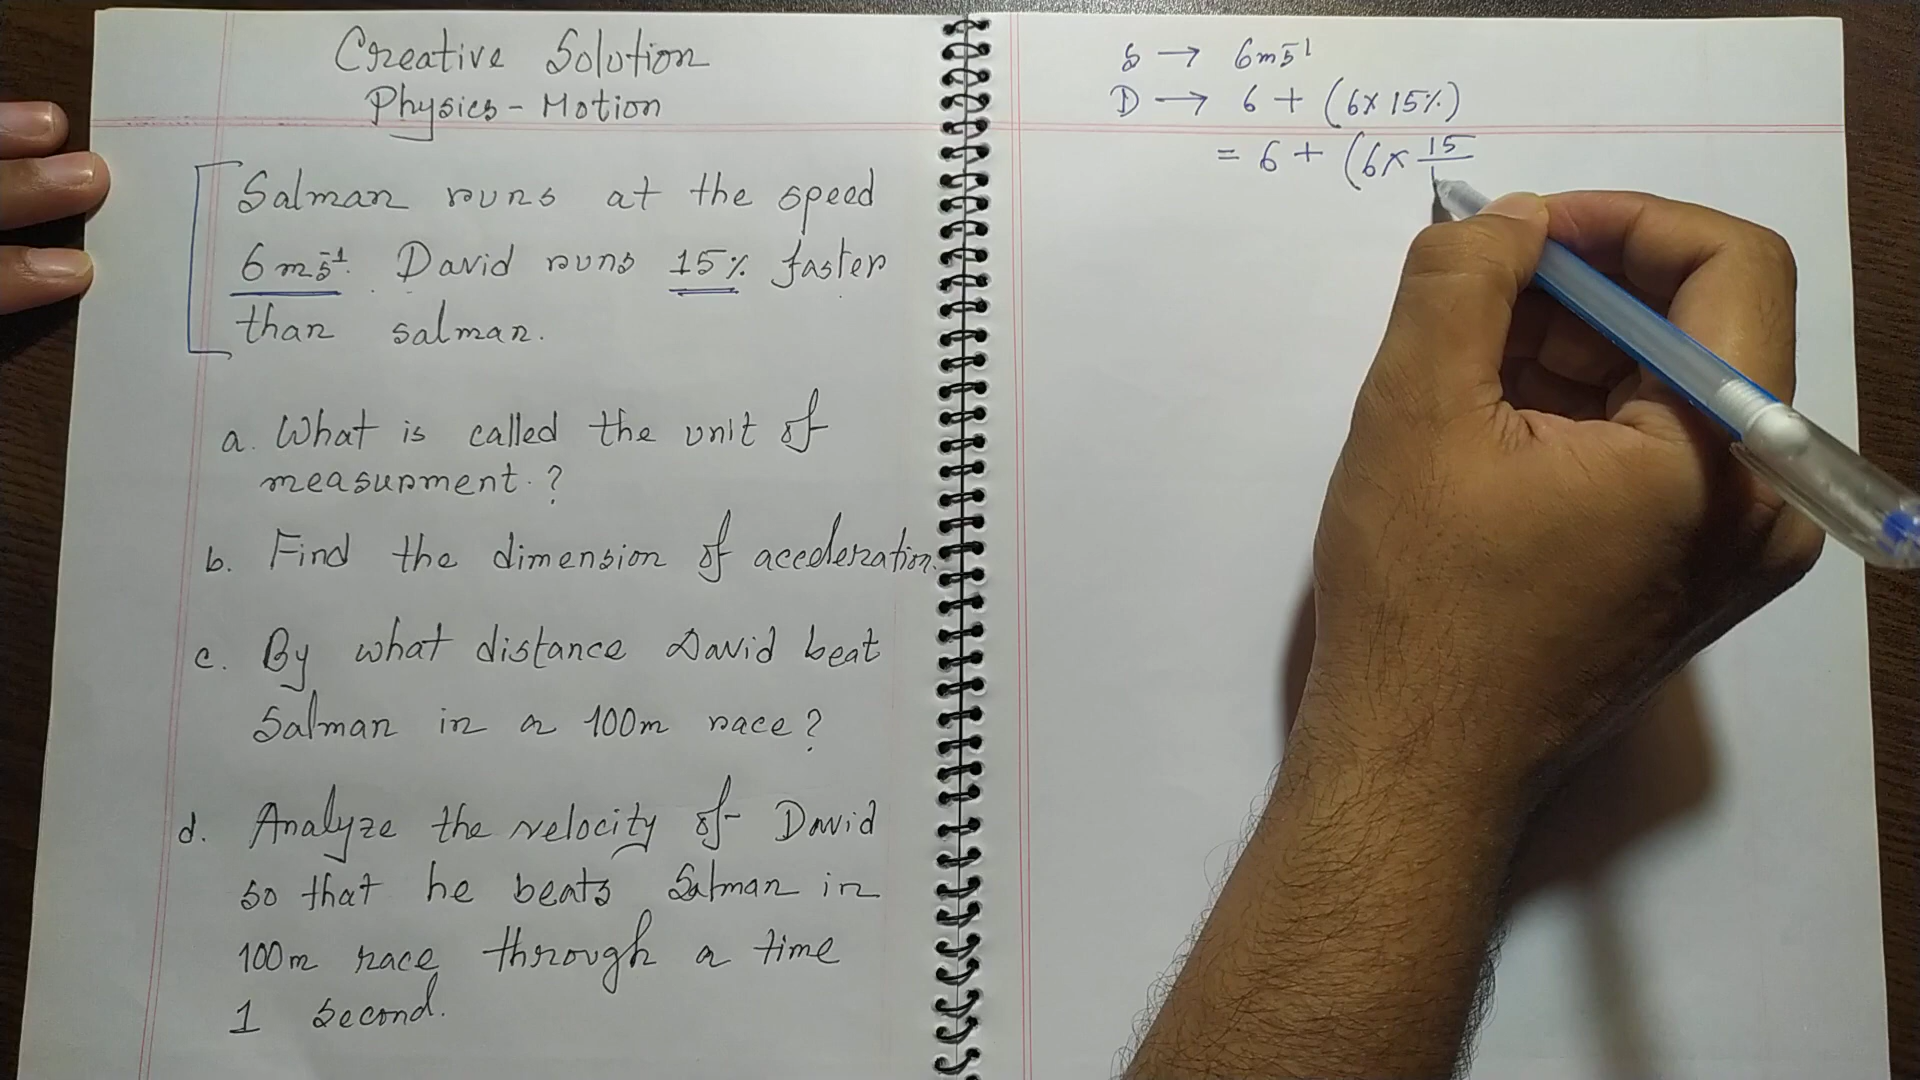 Creative Solution
Physics - Motion
Salman runs at the speed
6ms⁻¹. David runs 15% faster
than salman.
a. What is called the unit of
measurment.?
b. Find the dimension of acceleration.
c. By what distance David beat
Salman in a 100m race?
d. Analyze the velocity of David
so that he beats Salman in
100m race through a time
1 second.
S → 6ms⁻¹
D → 6 + (6×15%)
= 6 + (6× 15/1